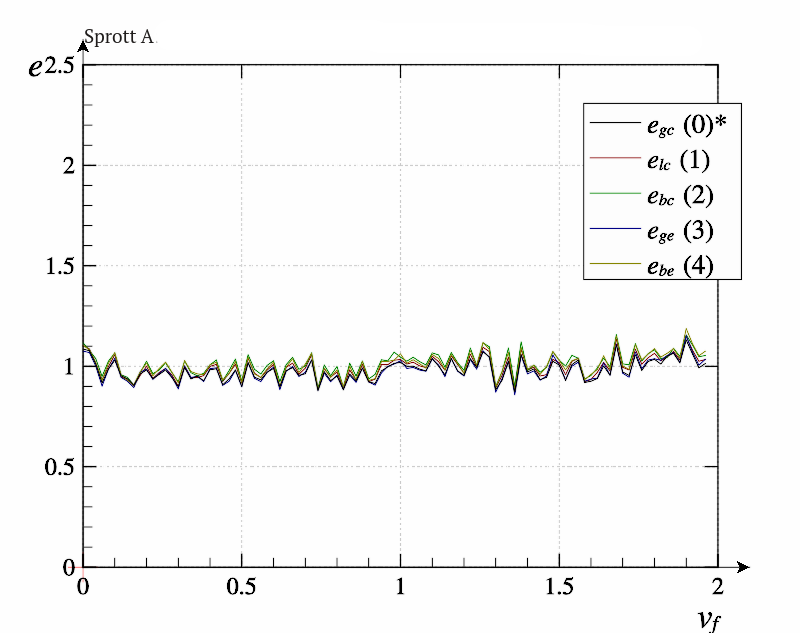 Sprott A.
e
2.5
2
1.5
1
0.5
0
e_gc (0)*
e_lc (1)
e_bc (2)
e_ge (3)
e_be (4)
0 0.5 1 1.5 2
v_f